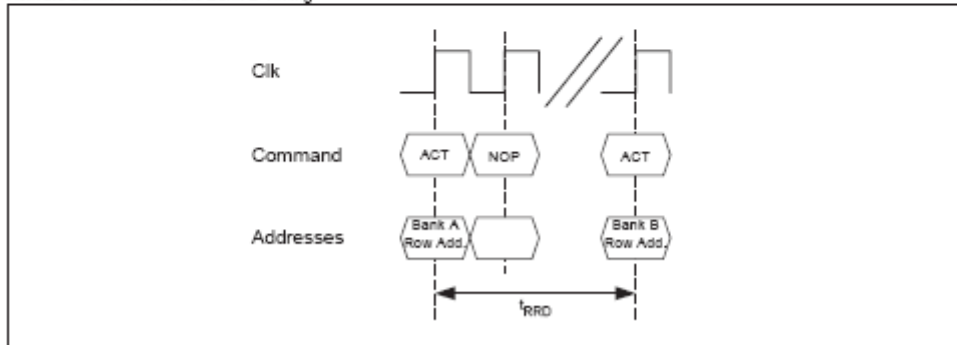 Clk
Command
ACT
NOP
ACT
Addresses
Bank A
Row Add.
Bank B
Row Add.
tRRD